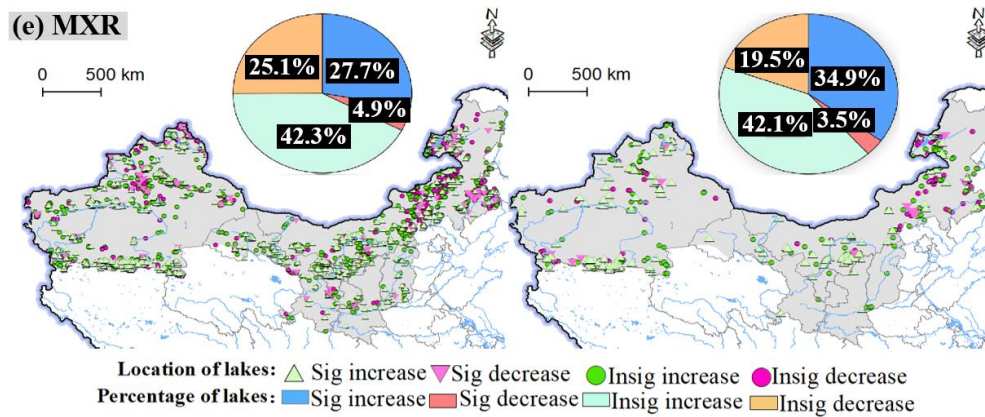 (e) MXR
N
N
0 500 km
0 500 km
25.1% 27.7%
4.9%
42.3%
19.5% 34.9%
42.1% 3.5%
Location of lakes: Sig increase Sig decrease Insig increase Insig decrease
Percentage of lakes: Sig increase Sig decrease Insig increase Insig decrease